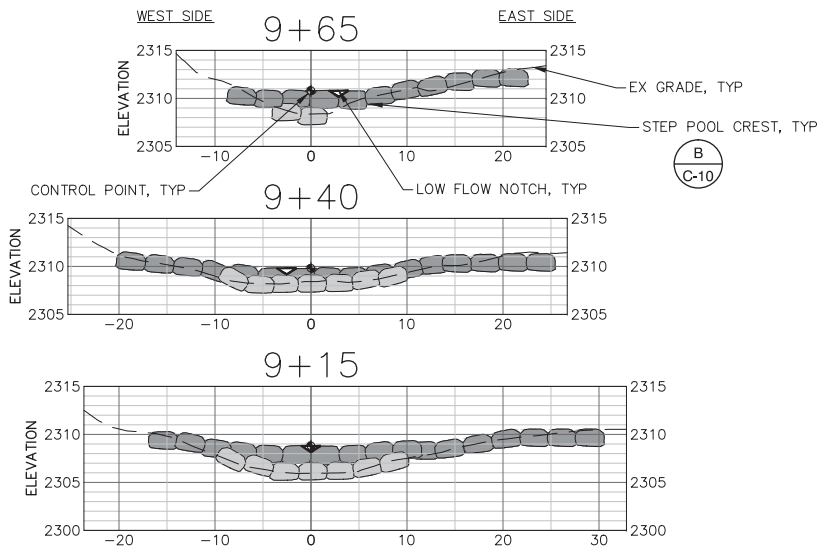 WEST SIDE EAST SIDE
9+65
2315 2315
ELEVATION
EX GRADE, TYP
2310 2310
STEP POOL CREST, TYP
2305 2305
-10 0 10 20
B
C-10
CONTROL POINT, TYP LOW FLOW NOTCH, TYP
9+40
2315 2315
ELEVATION
2310 2310
2305 2305
-20 -10 0 10 20
9+15
2315 2315
ELEVATION
2310 2310
2305 2305
2300 2300
-20 -10 0 10 20 30